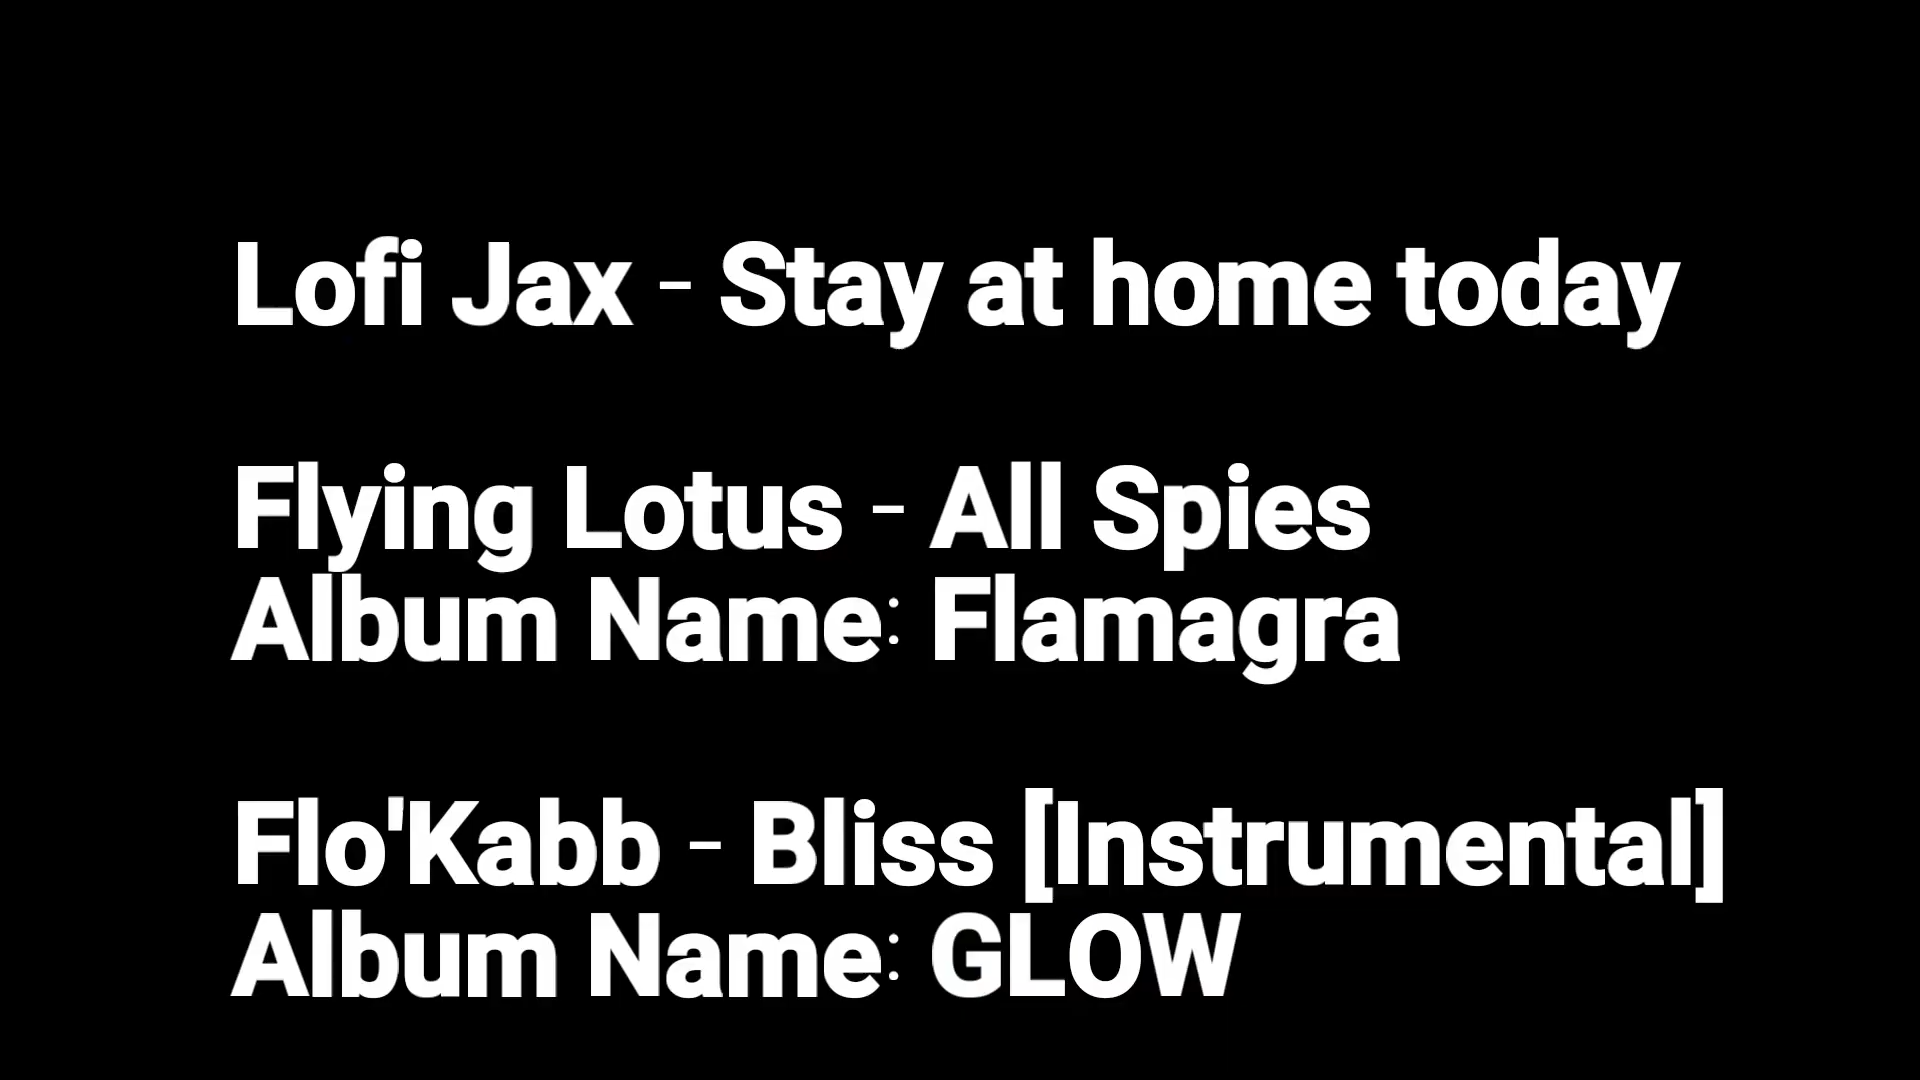 Lofi Jax - Stay at home today
Flying Lotus - All Spies
Album Name: Flamagra
Flo'Kabb - Bliss [Instrumental]
Album Name: GLOW